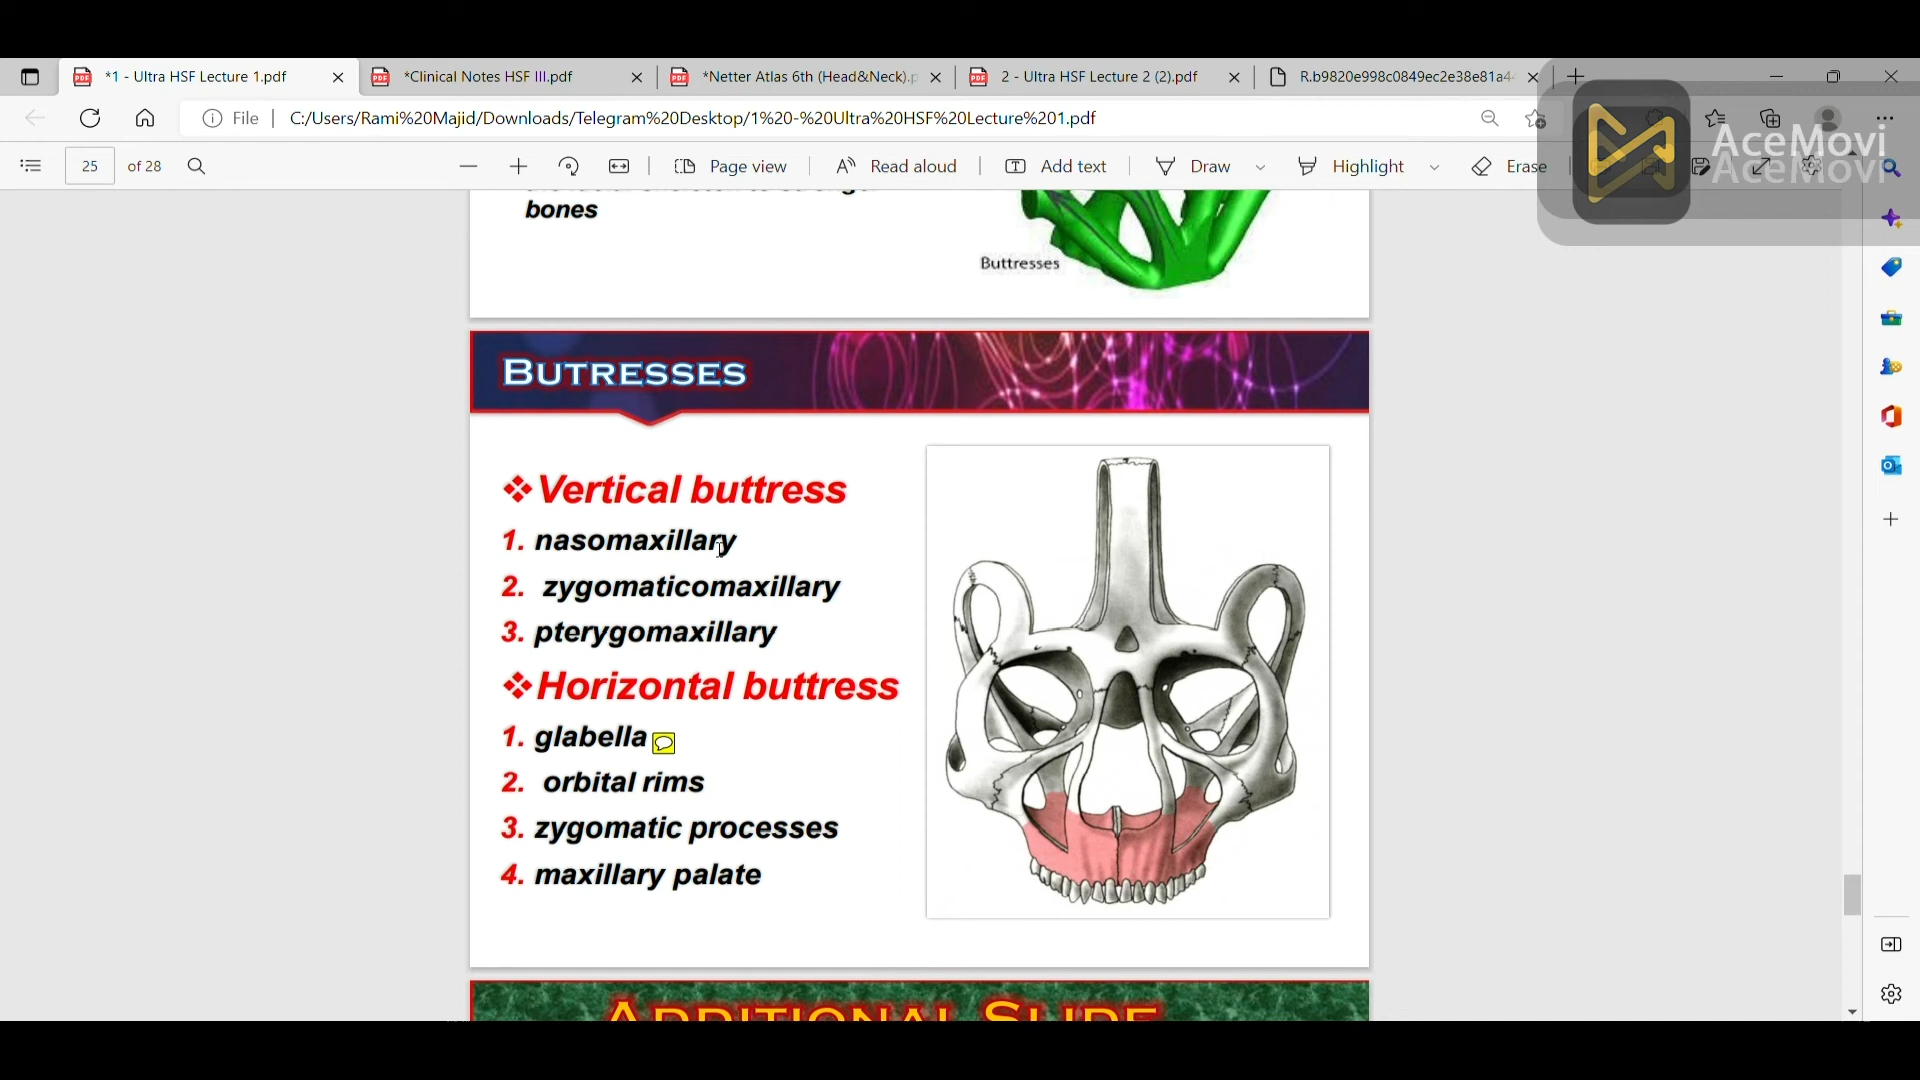 *1 - Ultra HSF Lecture 1.pdf
*Clinical Notes HSF III.pdf
*Netter Atlas 6th (Head&Neck).p
2 - Ultra HSF Lecture 2 (2).pdf
R.b9820e998c0849ec2e38e81a4
File
C:/Users/Rami%20Majid/Downloads/Telegram%20Desktop/1%20-%20Ultra%20HSF%20Lecture%201.pdf
AceMovi
AceMovi
25 of 28
Page view
Read aloud
Add text
Draw
Highlight
Erase
bones
Buttresses
BUTRESSES
❖Vertical buttress
1. nasomaxillary
2. zygomaticomaxillary
3. pterygomaxillary
❖Horizontal buttress
1. glabella
2. orbital rims
3. zygomatic processes
4. maxillary palate
ADDITIONAL SLIDE